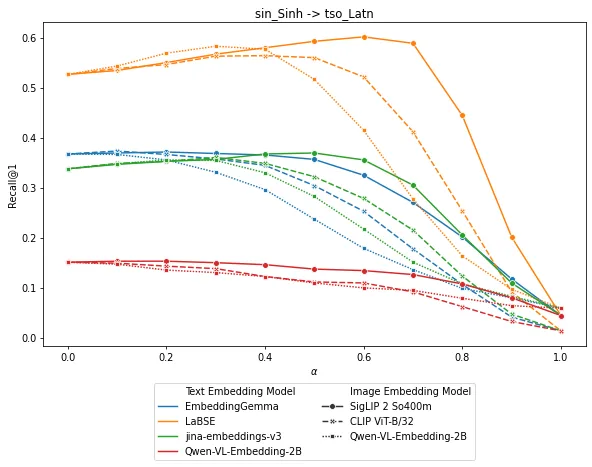 sin_Sinh -> tso_Latn
Recall@1
0.6
0.5
0.4
0.3
0.2
0.1
0.0
0.0 0.2 0.4 0.6 0.8 1.0
α
Text Embedding Model
EmbeddingGemma
LaBSE
jina-embeddings-v3
Qwen-VL-Embedding-2B
Image Embedding Model
SigLIP 2 So400m
CLIP ViT-B/32
Qwen-VL-Embedding-2B